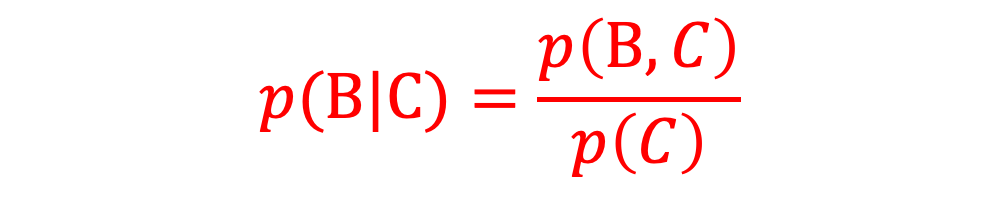 p(B|C) = p(B, C) / p(C)